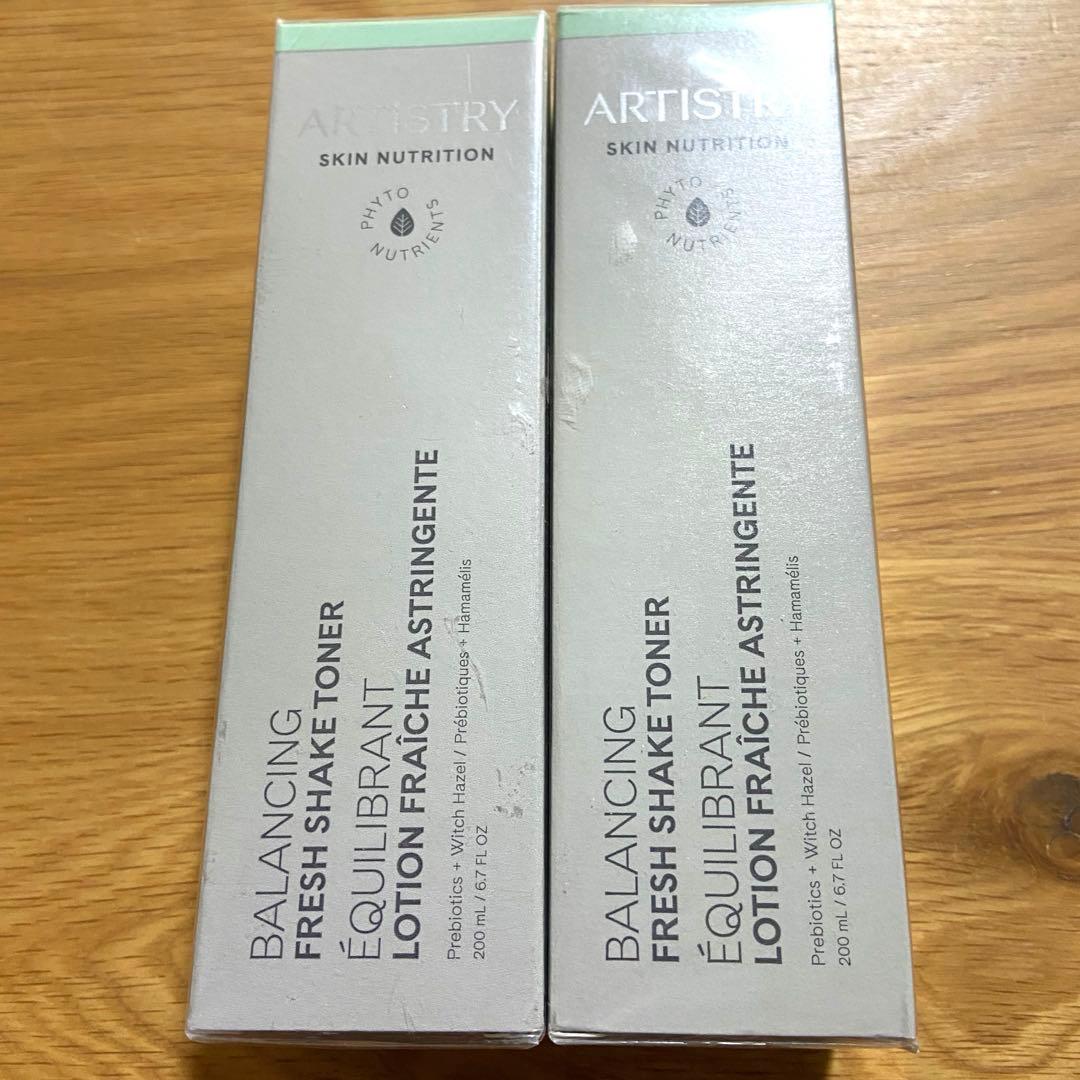 ARTISTRY
SKIN NUTRITION
PHYTO
NUTRIENTS
BALANCING
FRESH SHAKE TONER
ÉQUILIBRANT
LOTION FRAÎCHE ASTRINGENTE
Prebiotics + Witch Hazel / Prébiotiques + Hamamélis
200 mL / 6.7 FL OZ
ARTISTRY
SKIN NUTRITION
PHYTO
NUTRIENTS
BALANCING
FRESH SHAKE TONER
ÉQUILIBRANT
LOTION FRAÎCHE ASTRINGENTE
Prebiotics + Witch Hazel / Prébiotiques + Hamamélis
200 mL / 6.7 FL OZ